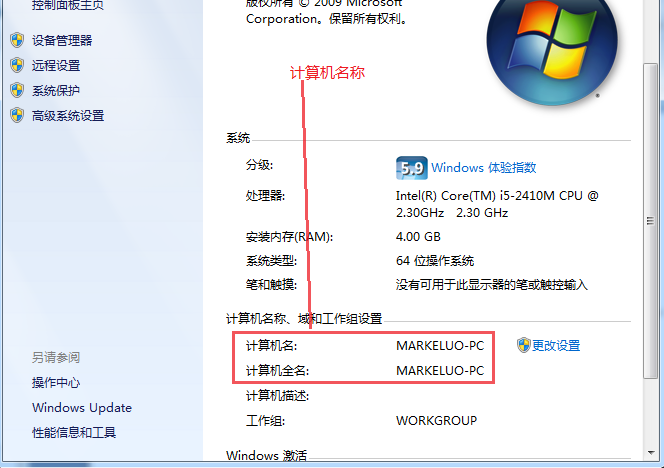 控制面板主页
设备管理器
远程设置
系统保护
高级系统设置
另请参阅
操作中心
Windows Update
性能信息和工具
版权所有 © 2009 Microsoft
Corporation。保留所有权利。
计算机名称
系统
分级: 5.9 Windows 体验指数
处理器: Intel(R) Core(TM) i5-2410M CPU @
2.30GHz 2.30 GHz
安装内存(RAM): 4.00 GB
系统类型: 64 位操作系统
笔和触摸: 没有可用于此显示器的笔或触控输入
计算机名称、域和工作组设置
计算机名: MARKELUO-PC 更改设置
计算机全名: MARKELUO-PC
计算机描述:
工作组: WORKGROUP
Windows 激活